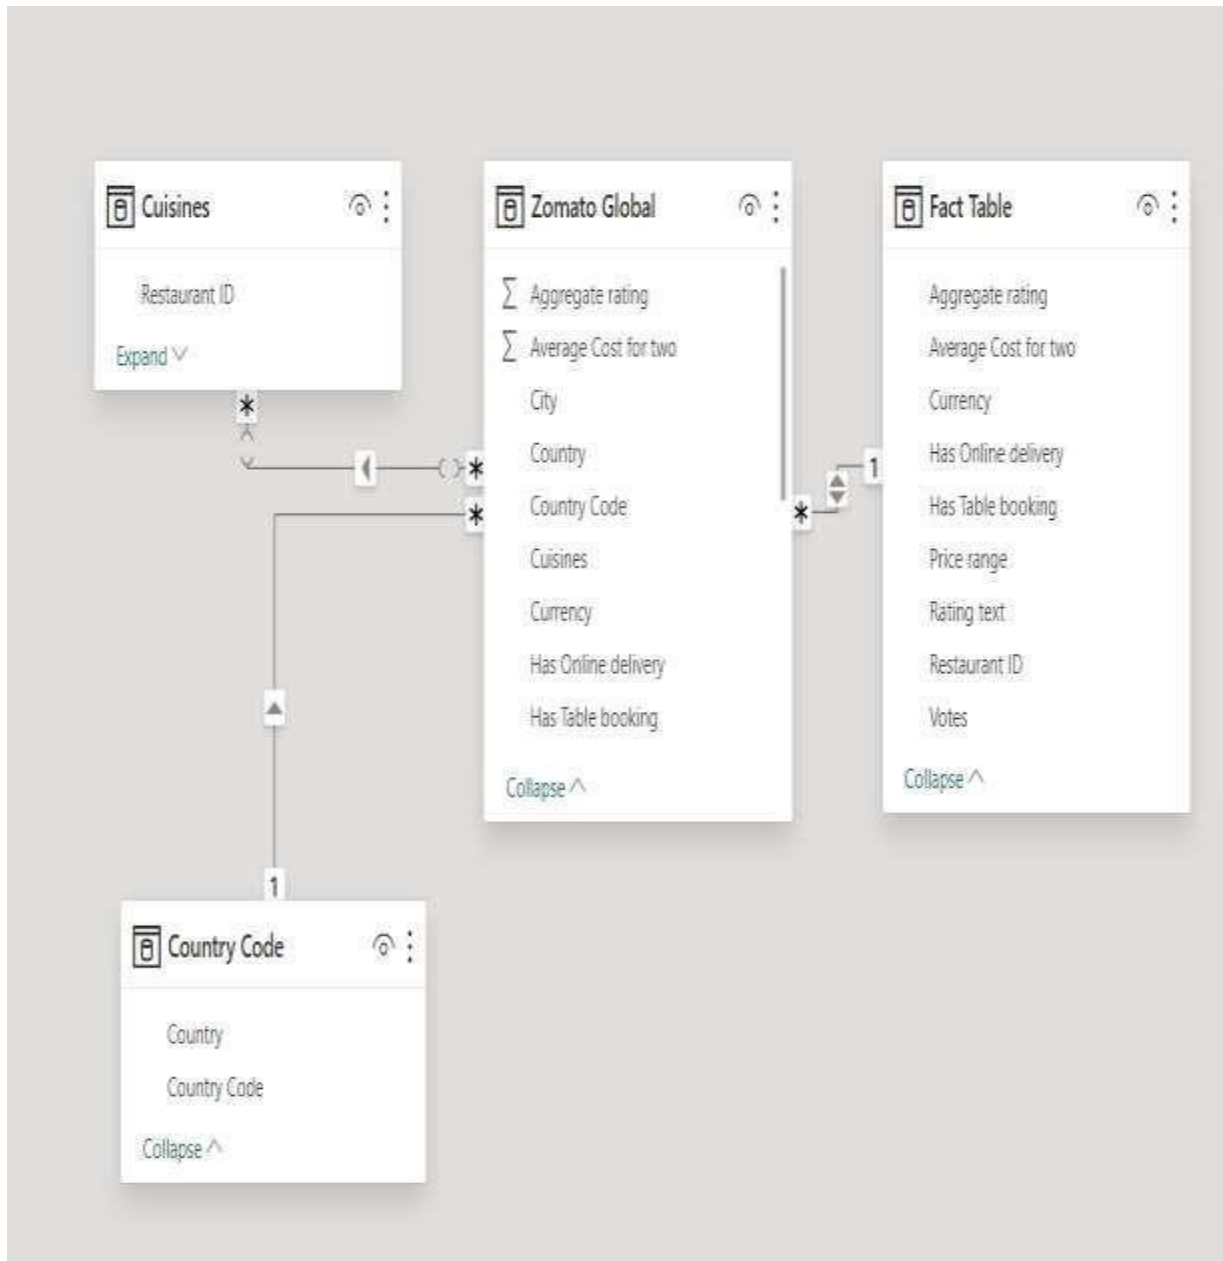 Cuisines
Restaurant ID
Expand
*
*
*
Zomato Global
Σ Aggregate rating
Σ Average Cost for two
City
Country
Country Code
Cuisines
Currency
Has Online delivery
Has Table booking
Collapse
*
1
Fact Table
Aggregate rating
Average Cost for two
Currency
Has Online delivery
Has Table booking
Price range
Rating text
Restaurant ID
Votes
Collapse
1
Country Code
Country
Country Code
Collapse